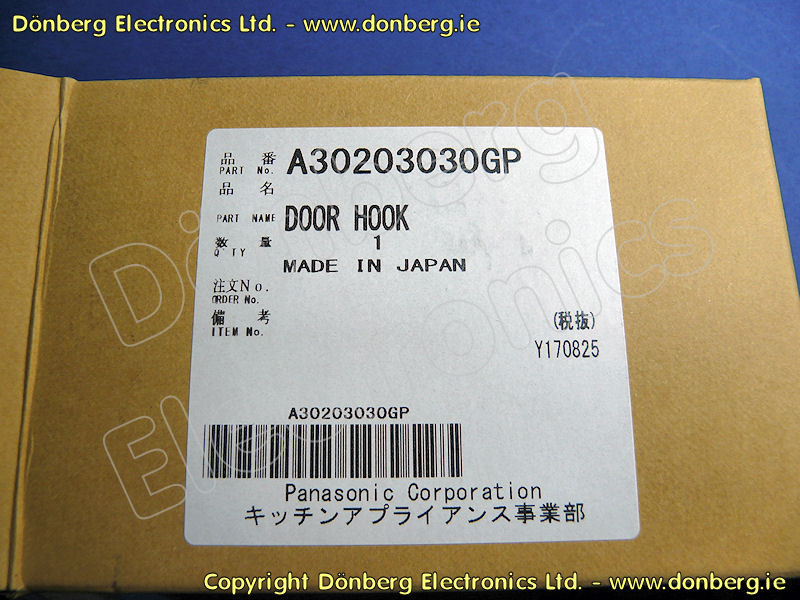 Dönberg Electronics Ltd. - www.donberg.ie
品 番 A30203030GP
PART No.
品 名
PART NAME DOOR HOOK
数 量 1
Q'TY
MADE IN JAPAN
注文No.
ORDER No.
備 考 (税抜)
ITEM No.
Y170825
A30203030GP
Panasonic Corporation
キッチンアプライアンス事業部
Dönberg
Electronics
Copyright Dönberg Electronics Ltd. - www.donberg.ie